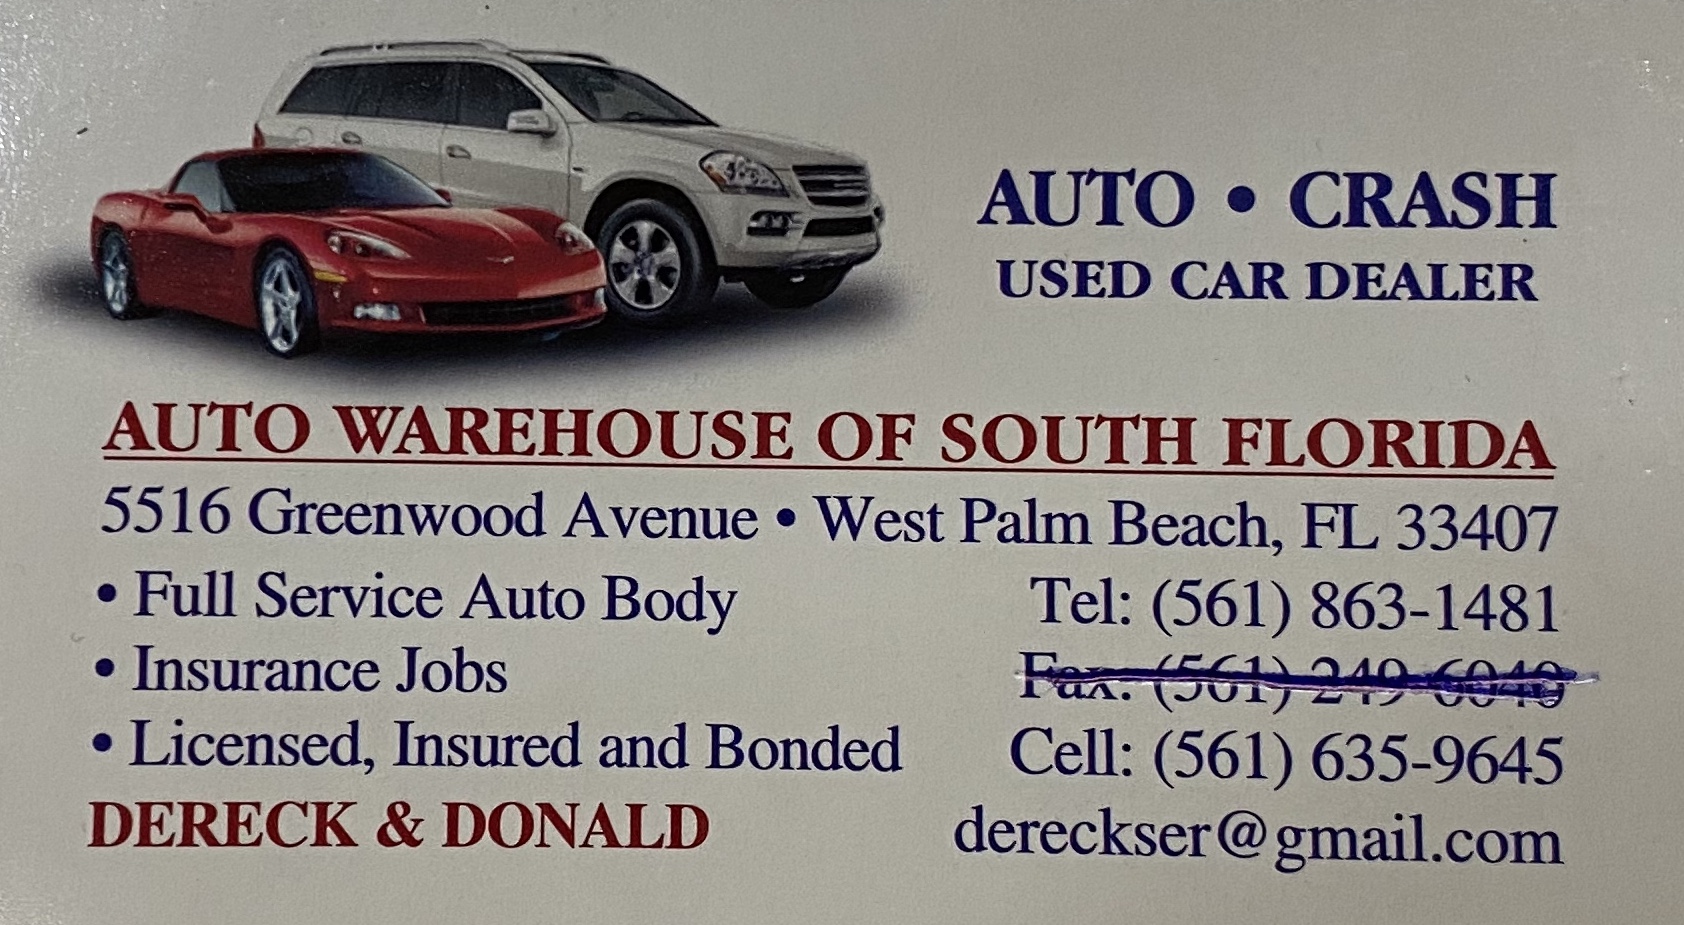 AUTO • CRASH
USED CAR DEALER
AUTO WAREHOUSE OF SOUTH FLORIDA
5516 Greenwood Avenue • West Palm Beach, FL 33407
• Full Service Auto Body
Tel: (561) 863-1481
• Insurance Jobs
Fax: (561) 249-6040
• Licensed, Insured and Bonded
Cell: (561) 635-9645
DERECK & DONALD
dereckser@gmail.com